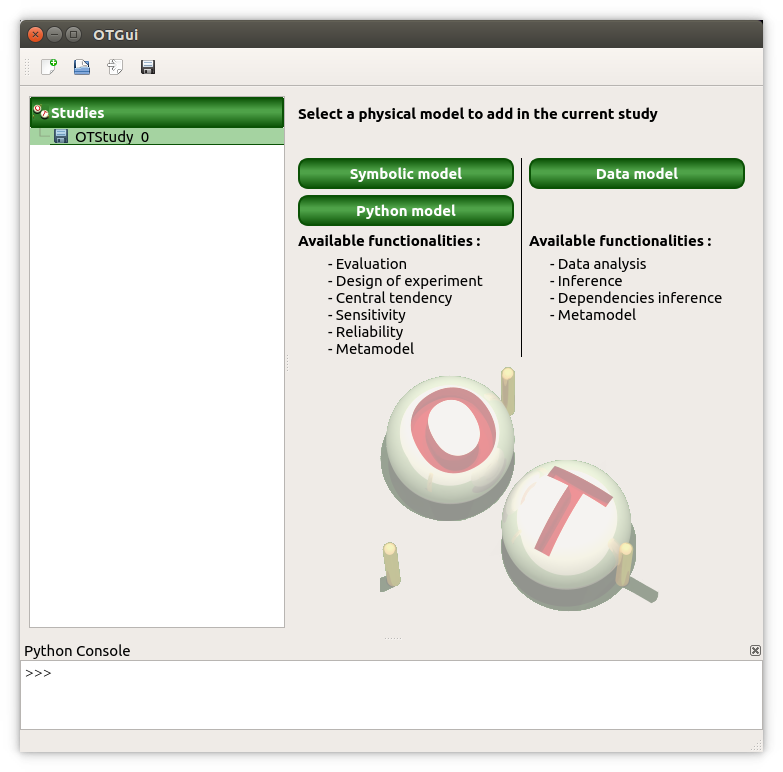 OTGui
Studies
OTStudy_0
Select a physical model to add in the current study
Symbolic model
Python model
Available functionalities :
- Evaluation
- Design of experiment
- Central tendency
- Sensitivity
- Reliability
- Metamodel
Data model
Available functionalities :
- Data analysis
- Inference
- Dependencies inference
- Metamodel
O
T
Python Console
>>>